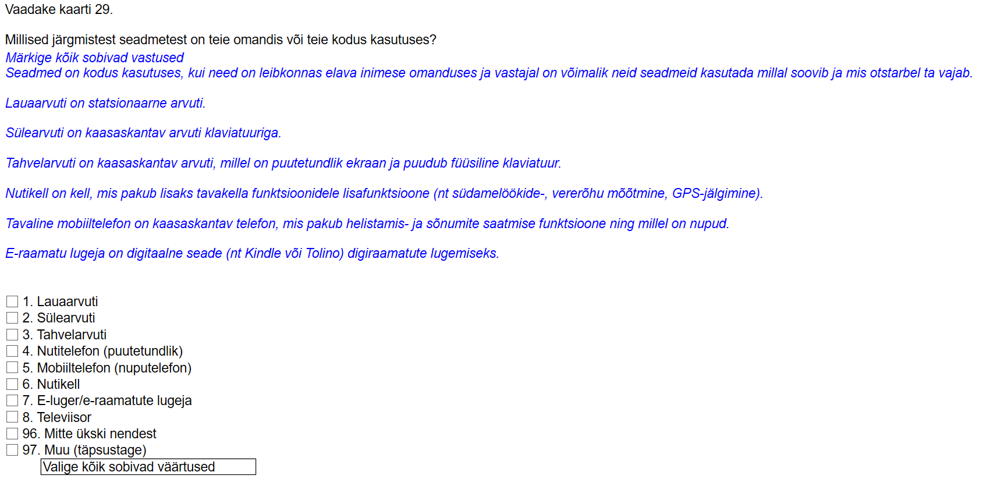 Vaadake kaarti 29.
Millised järgmistest seadmetest on teie omandis või teie kodus kasutuses?
Märkige kõik sobivad vastused
Seadmed on kodus kasutuses, kui need on leibkonnas elava inimese omanduses ja vastajal on võimalik neid seadmeid kasutada millal soovib ja mis otstarbel ta vajab.
Lauaarvuti on statsionaarne arvuti.
Sülearvuti on kaasaskantav arvuti klaviatuuriga.
Tahvelarvuti on kaasaskantav arvuti, millel on puutetundlik ekraan ja puudub füüsiline klaviatuur.
Nutikell on kell, mis pakub lisaks tavakella funktsioonidele lisafunktsioone (nt südamelöökide-, vererõhu mõõtmine, GPS-jälgimine).
Tavaline mobiiltelefon on kaasaskantav telefon, mis pakub helistamis- ja sõnumite saatmise funktsioone ning millel on nupud.
E-raamatu lugeja on digitaalne seade (nt Kindle või Tolino) digiraamatute lugemiseks.
1. Lauaarvuti
2. Sülearvuti
3. Tahvelarvuti
4. Nutitelefon (puutetundlik)
5. Mobiiltelefon (nuputelefon)
6. Nutikell
7. E-luger/e-raamatute lugeja
8. Televiisor
96. Mitte ükski nendest
97. Muu (täpsustage)
Valige kõik sobivad väärtused